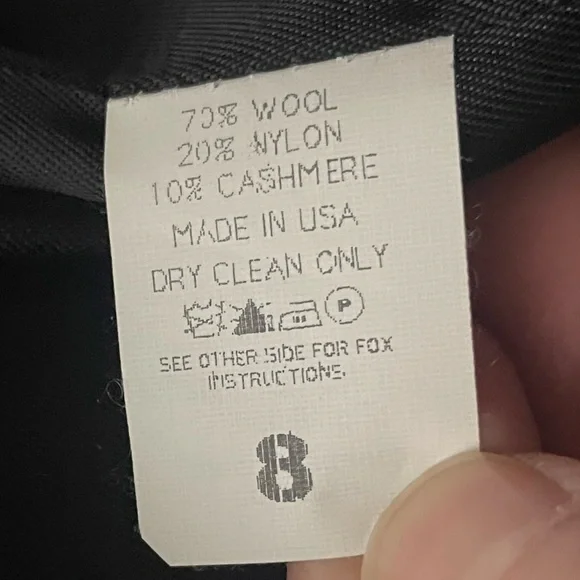 70% WOOL
20% NYLON
10% CASHMERE
MADE IN USA
DRY CLEAN ONLY
P
SEE OTHER SIDE FOR FOX
INSTRUCTIONS.
8